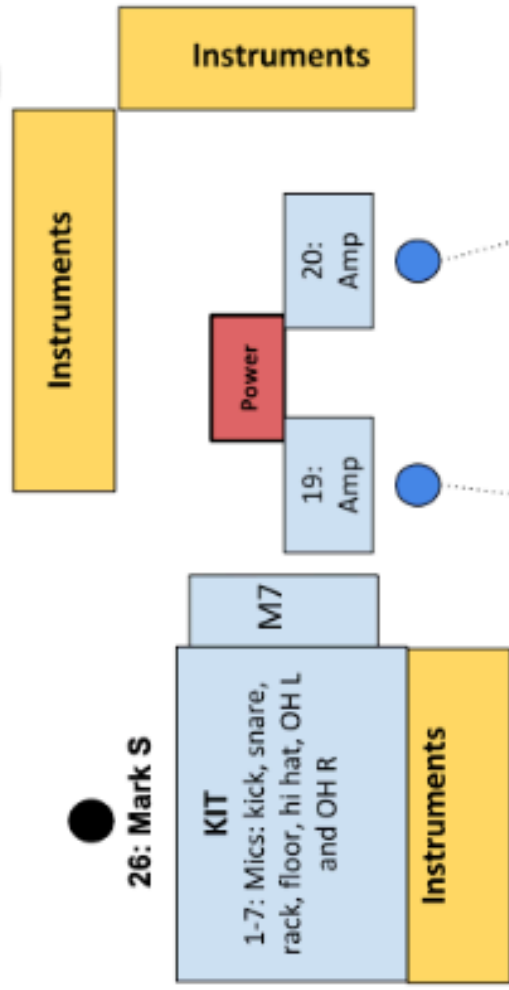 Instruments
Instruments
20:
Amp
Power
19:
Amp
M7
26: Mark S
KIT
1-7: Mics: kick, snare,
rack, floor, hi hat, OH L
and OH R
Instruments